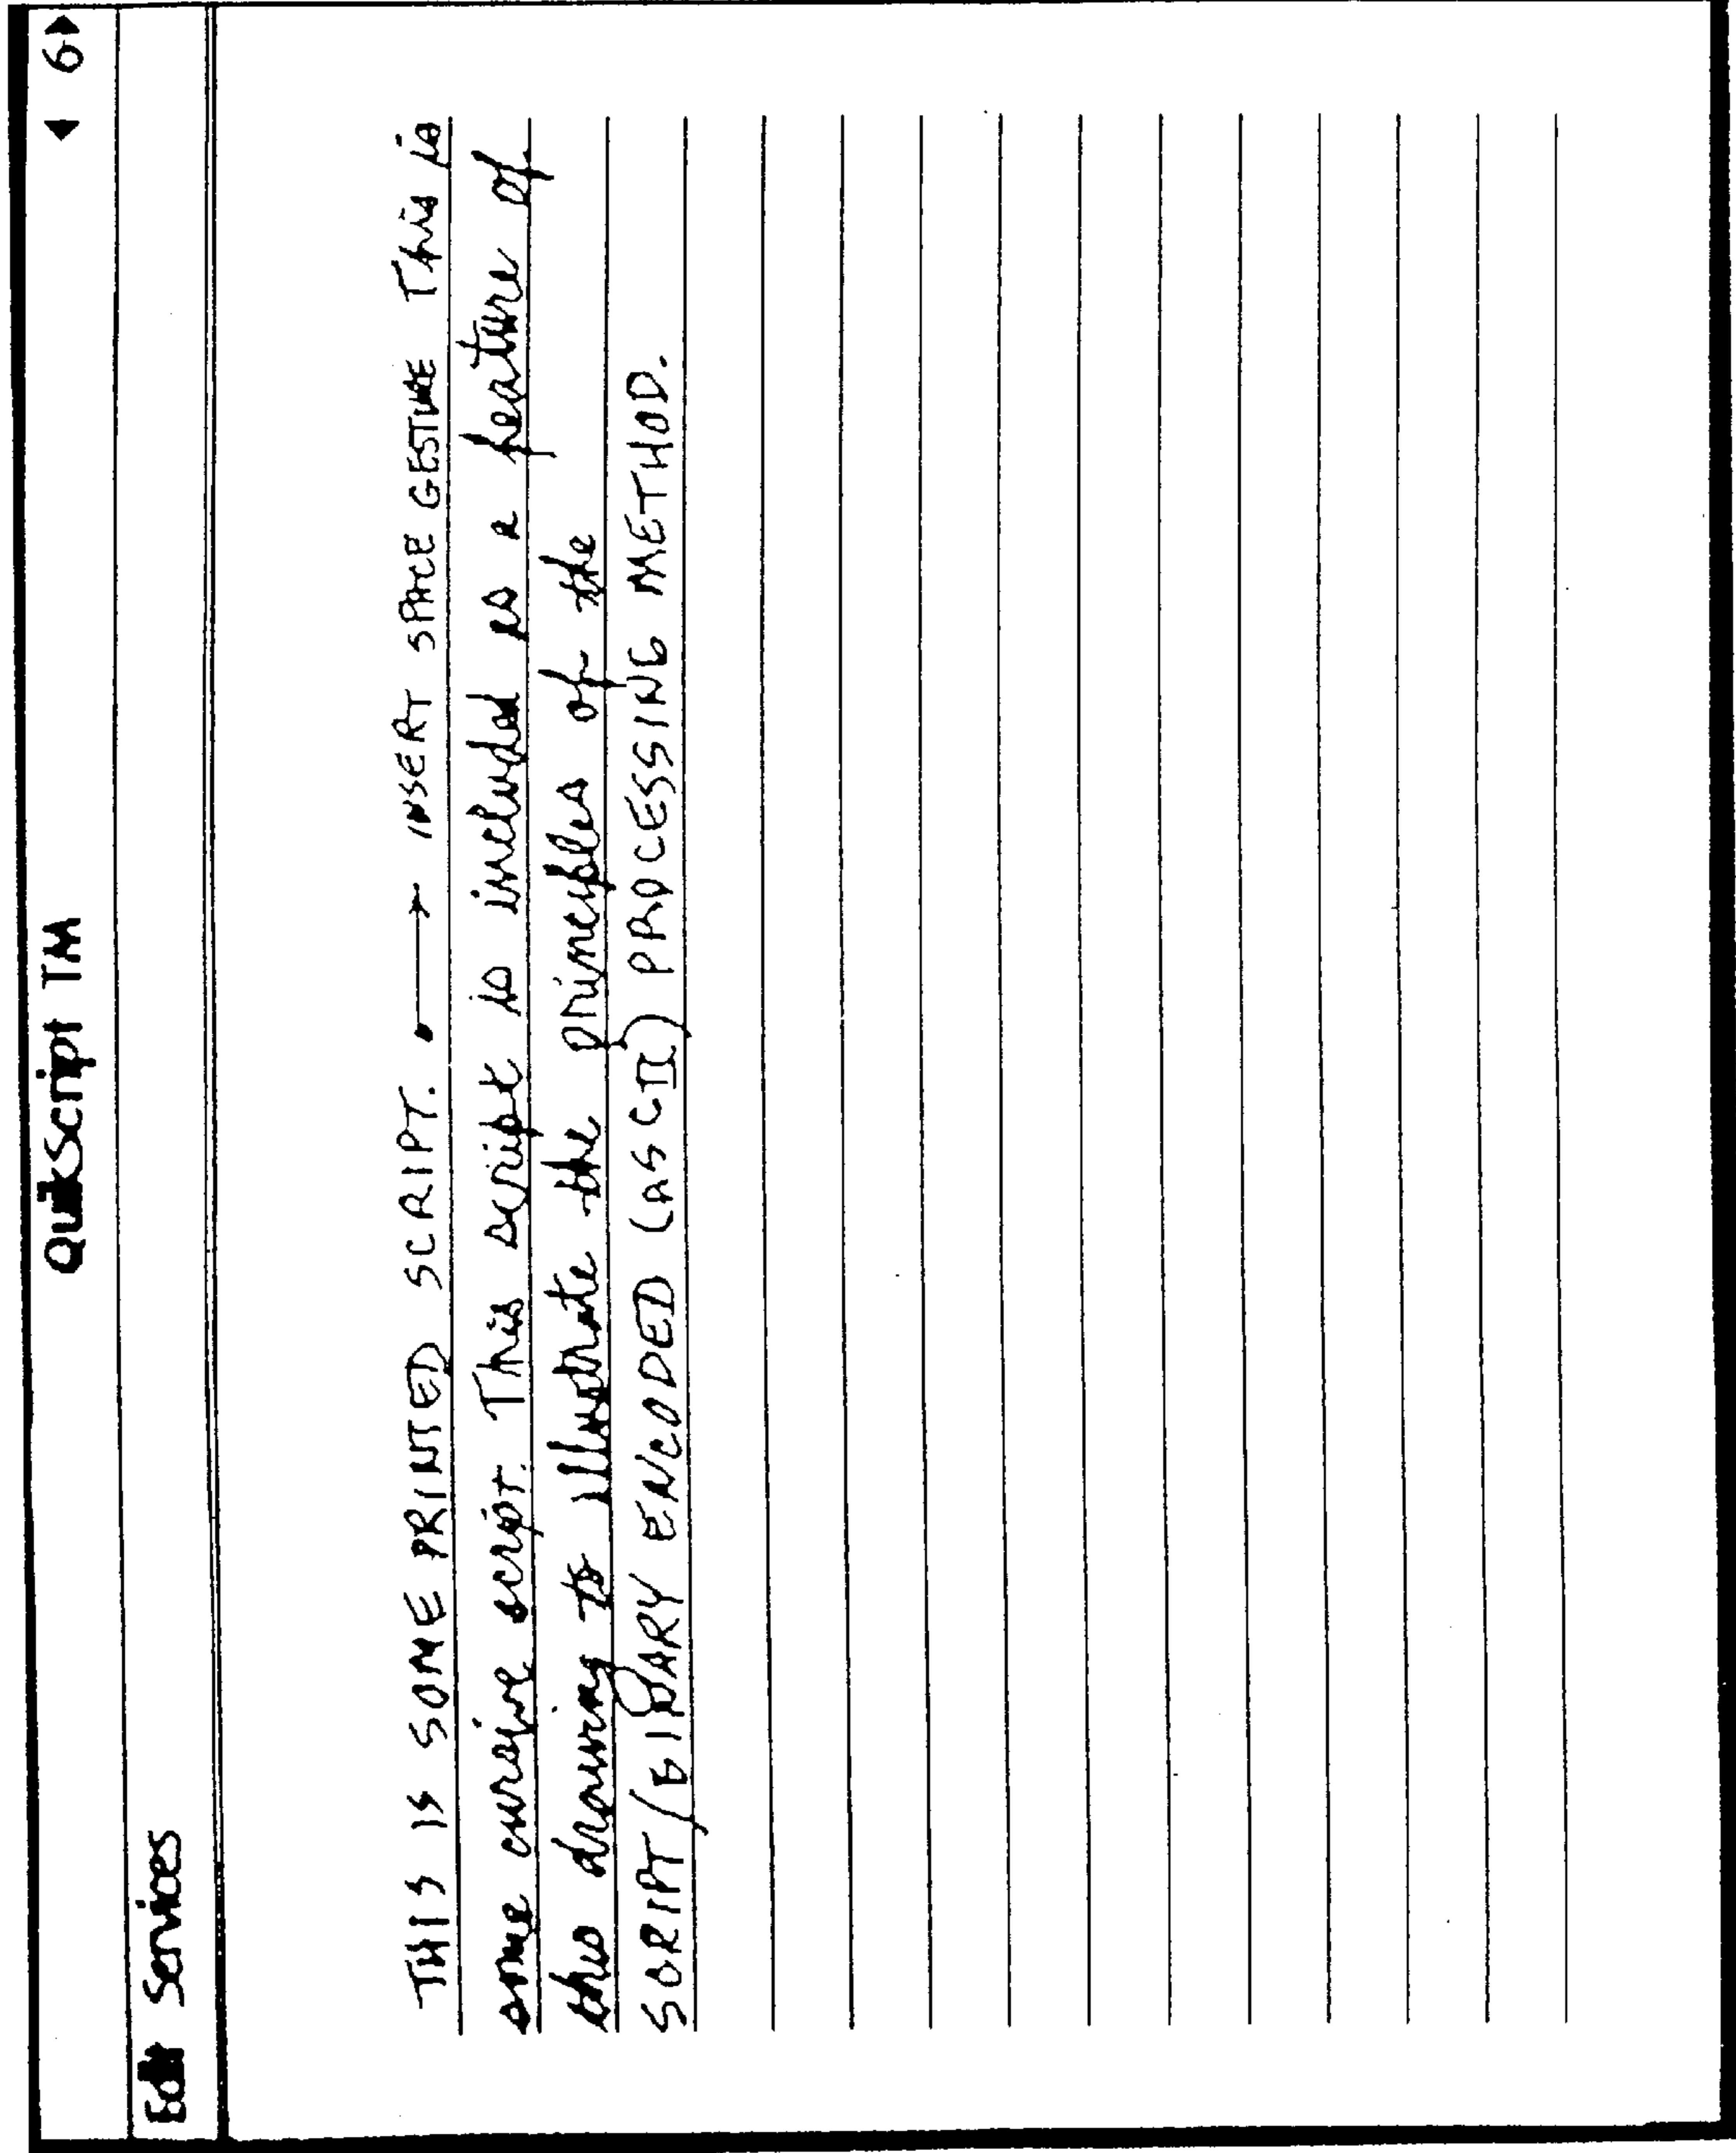 QuikScript TM ◀ 6 ▶
Edit Services
THIS IS SOME PRINTED SCRIPT. •⟶ INSERT SPACE GESTURE This is
some cursive script. This script is included as a feature of
this drawing to illustrate the principles of the
SCRIPT/BINARY ENCODED (ASCII) PROCESSING METHOD.